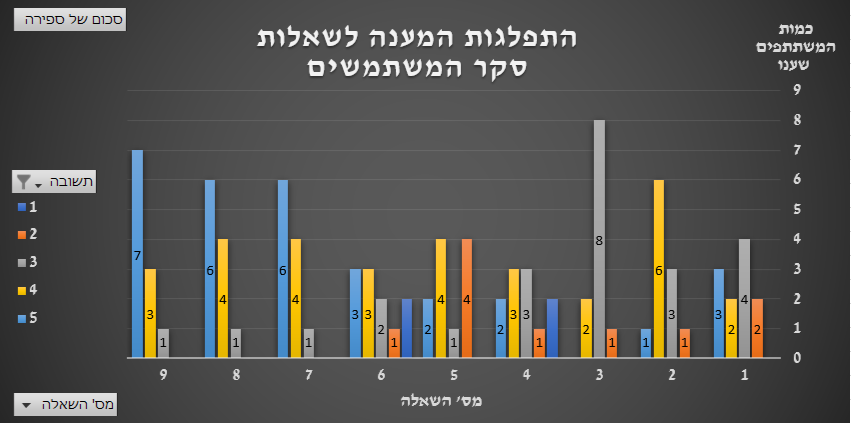 סכום של ספירה
התפלגות המענה לשאלות
סקר המשתמשים
כמות
המשתתפים
שענו
9
8
7
6
5
4
3
2
1
0
תשובה
1
2
3
4
5
3 2 4 2
1 6 3 1
2 8 1
2 3 3 1
2 4 1 4
3 3 2 1
6 4 1
6 4 1
7 3 1
1 2 3 4 5 6 7 8 9
מס' השאלה
מס' השאלה